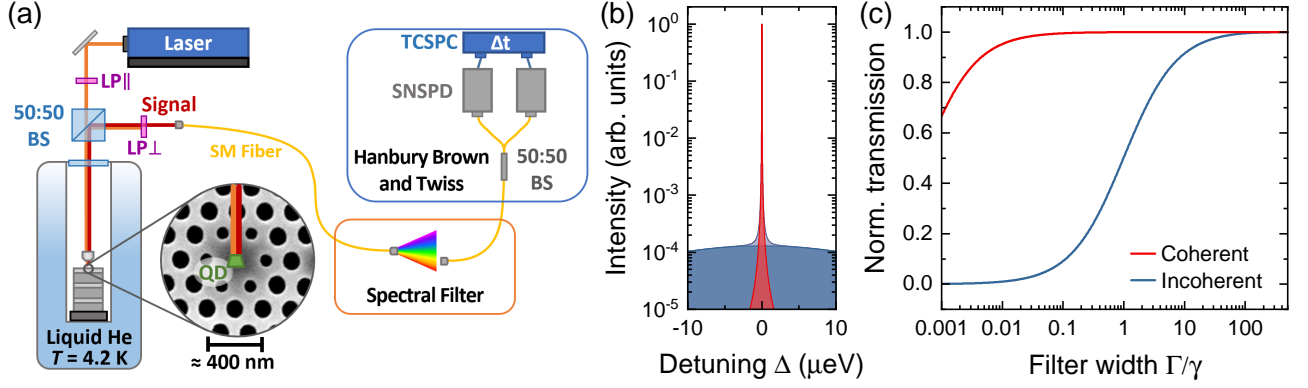 (a)
Laser
LP∥
50:50
BS
Signal
LP⊥
SM Fiber
TCSPC
Δt
SNSPD
Hanbury Brown
and Twiss
50:50
BS
Spectral Filter
QD
Liquid He
T = 4.2 K
≈ 400 nm
(b)
Intensity (arb. units)
10⁰
10⁻¹
10⁻²
10⁻³
10⁻⁴
10⁻⁵
-10
0
10
Detuning Δ (μeV)
(c)
Norm. transmission
1.0
0.8
0.6
0.4
0.2
0.0
Coherent
Incoherent
0.001
0.01
0.1
1
10
100
Filter width Γ/γ